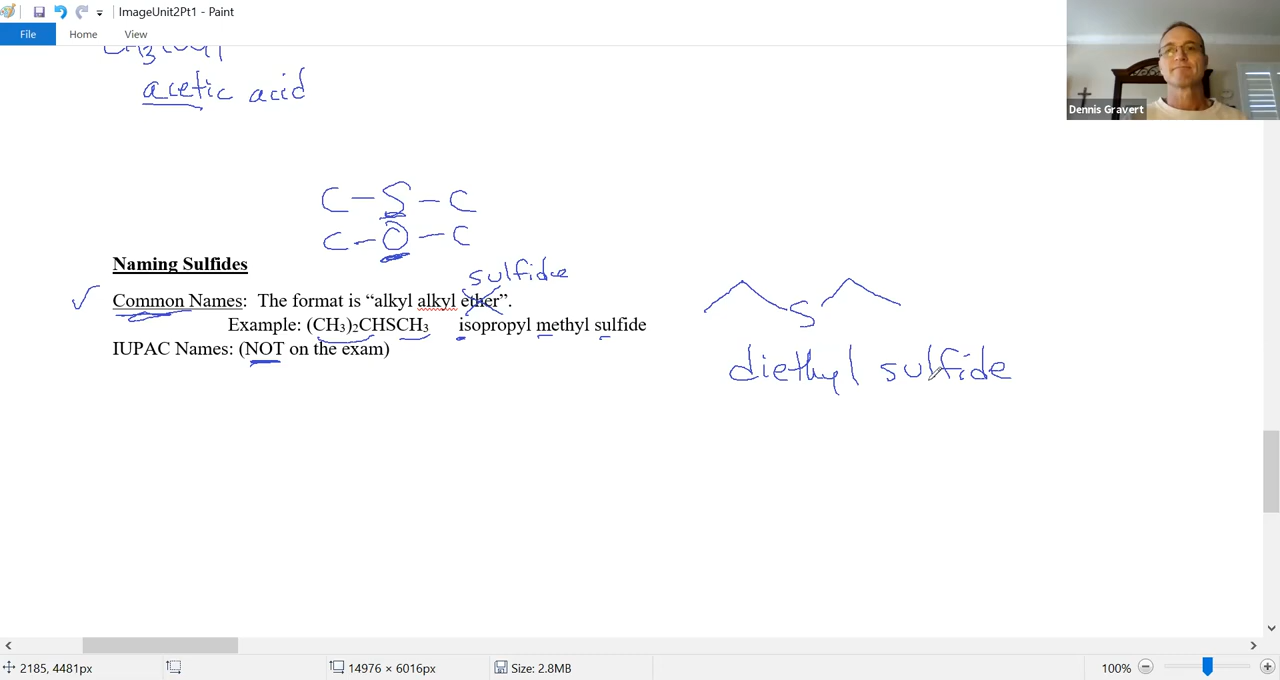 ImageUnit2Pt1 - Paint
File Home View
Dennis Gravert
acetic acid
C - S - C
C - O - C
Naming Sulfides
sulfide
Common Names: The format is “alkyl alkyl ether”.
Example: (CH₃)₂CHSCH₃ isopropyl methyl sulfide
IUPAC Names: (NOT on the exam)
S
diethyl sulfide
2185, 4481px 14976 × 6016px Size: 2.8MB 100%